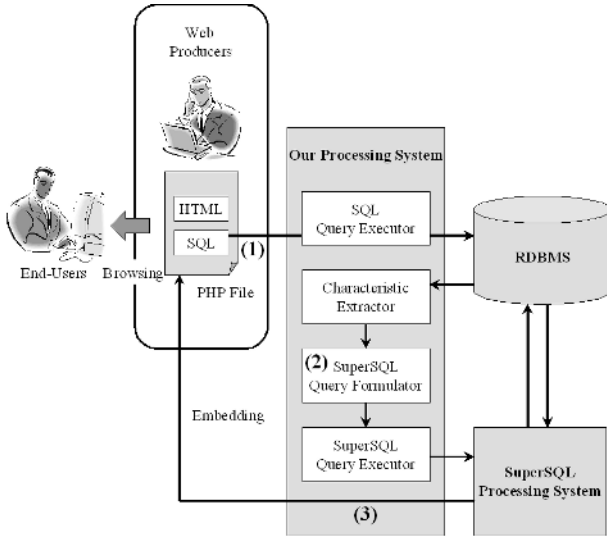 Web
Producers
Our Processing System
HTML
SQL
(1)
SQL
Query Executor
RDBMS
End-Users
Browsing
PHP File
Characteristic
Extractor
(2)
SuperSQL
Query Formulator
Embedding
SuperSQL
Query Executor
SuperSQL
Processing System
(3)